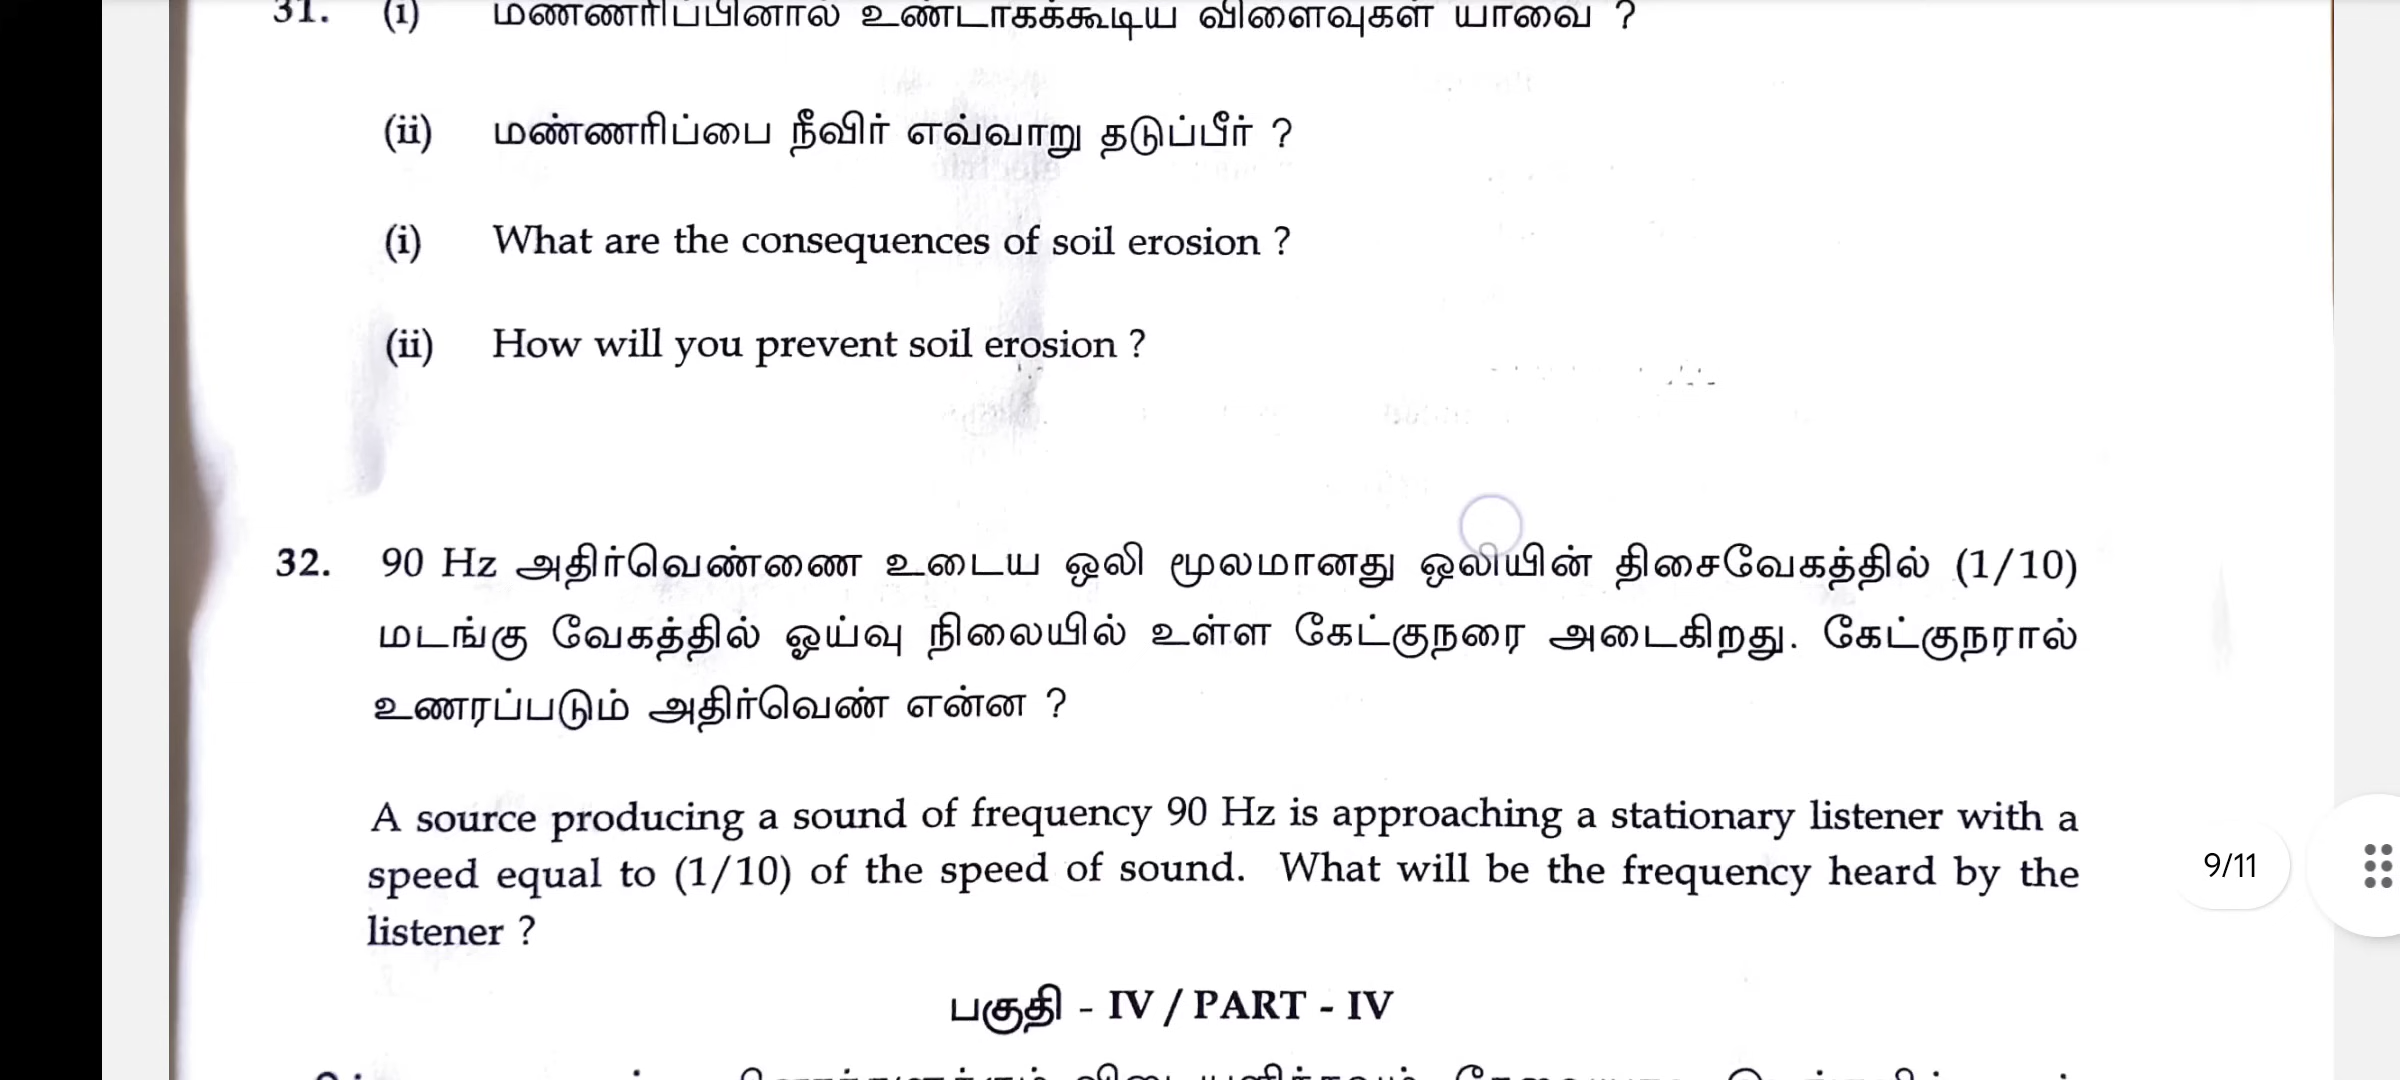 31. (i) மண்ணரிப்பினால் உண்டாகக்கூடிய விளைவுகள் யாவை ?
(ii) மண்ணரிப்பை நீவிர் எவ்வாறு தடுப்பீர் ?
(i) What are the consequences of soil erosion ?
(ii) How will you prevent soil erosion ?
32. 90 Hz அதிர்வெண்ணை உடைய ஒலி மூலமானது ஒலியின் திசைவேகத்தில் (1/10)
மடங்கு வேகத்தில் ஓய்வு நிலையில் உள்ள கேட்குநரை அடைகிறது. கேட்குநரால்
உணரப்படும் அதிர்வெண் என்ன ?
A source producing a sound of frequency 90 Hz is approaching a stationary listener with a
speed equal to (1/10) of the speed of sound. What will be the frequency heard by the
listener ?
9/11
பகுதி - IV / PART - IV